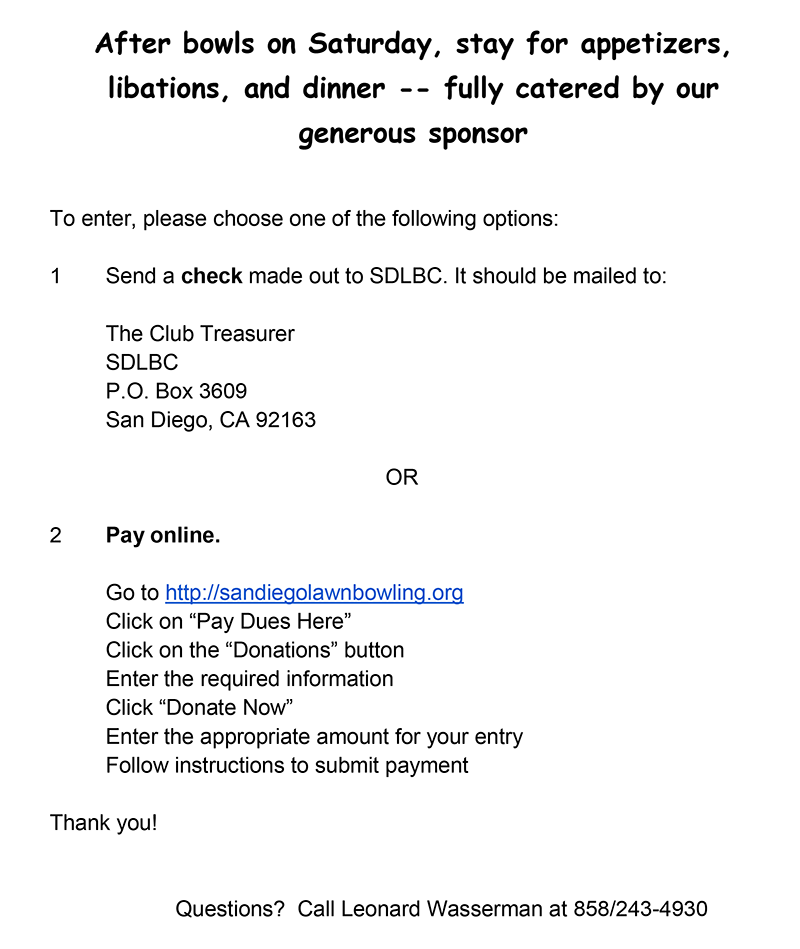 After bowls on Saturday, stay for appetizers,
libations, and dinner -- fully catered by our
generous sponsor
To enter, please choose one of the following options:
1 Send a check made out to SDLBC. It should be mailed to:
The Club Treasurer
SDLBC
P.O. Box 3609
San Diego, CA 92163
OR
2 Pay online.
Go to http://sandiegolawnbowling.org
Click on “Pay Dues Here”
Click on the “Donations” button
Enter the required information
Click “Donate Now”
Enter the appropriate amount for your entry
Follow instructions to submit payment
Thank you!
Questions?  Call Leonard Wasserman at 858/243-4930